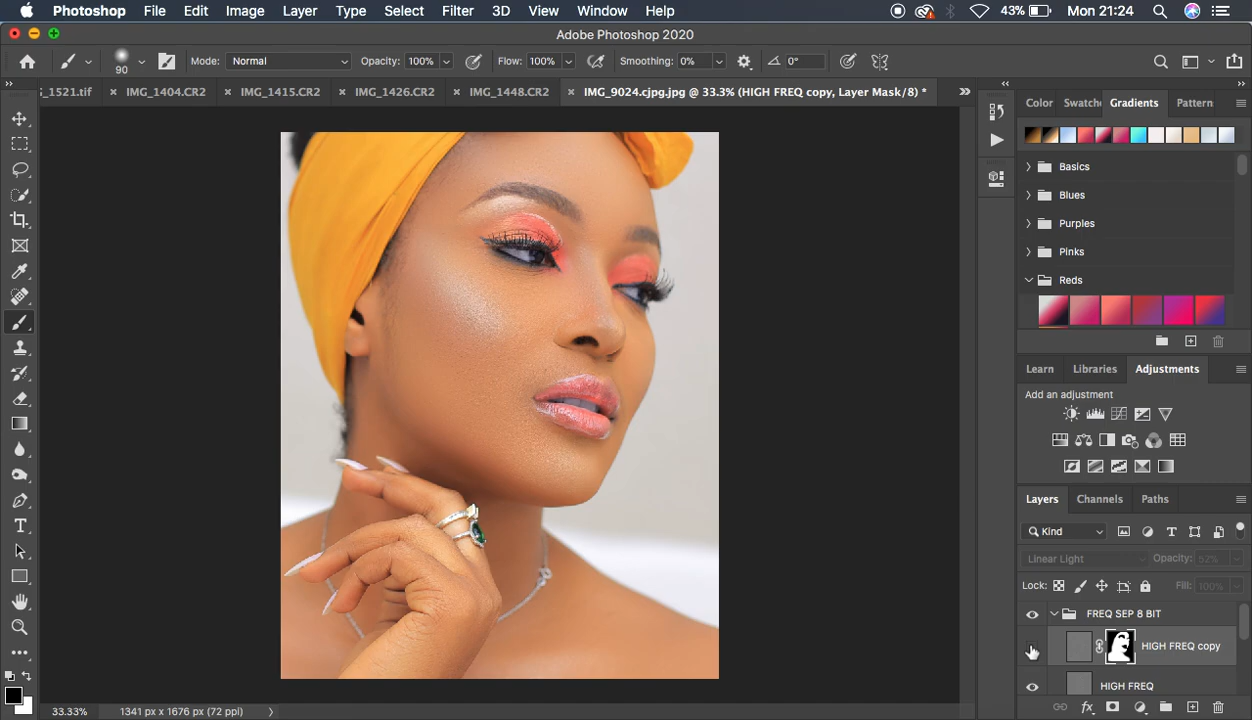 Photoshop File Edit Image Layer Type Select Filter 3D View Window Help 43% Mon 21:24
Adobe Photoshop 2020
90 Mode: Normal Opacity: 100% Flow: 100% Smoothing: 0% 0°
_1521.tif IMG_1404.CR2 IMG_1415.CR2 IMG_1426.CR2 IMG_1448.CR2 IMG_9024.cjpg.jpg @ 33.3% (HIGH FREQ copy, Layer Mask/8) *
Color Swatche Gradients Pattern
Basics
Blues
Purples
Pinks
Reds
Learn Libraries Adjustments
Add an adjustment
Layers Channels Paths
Kind
Linear Light Opacity: 52%
Lock: Fill: 100%
FREQ SEP 8 BIT
HIGH FREQ copy
HIGH FREQ
33.33% 1341 px x 1676 px (72 ppi)